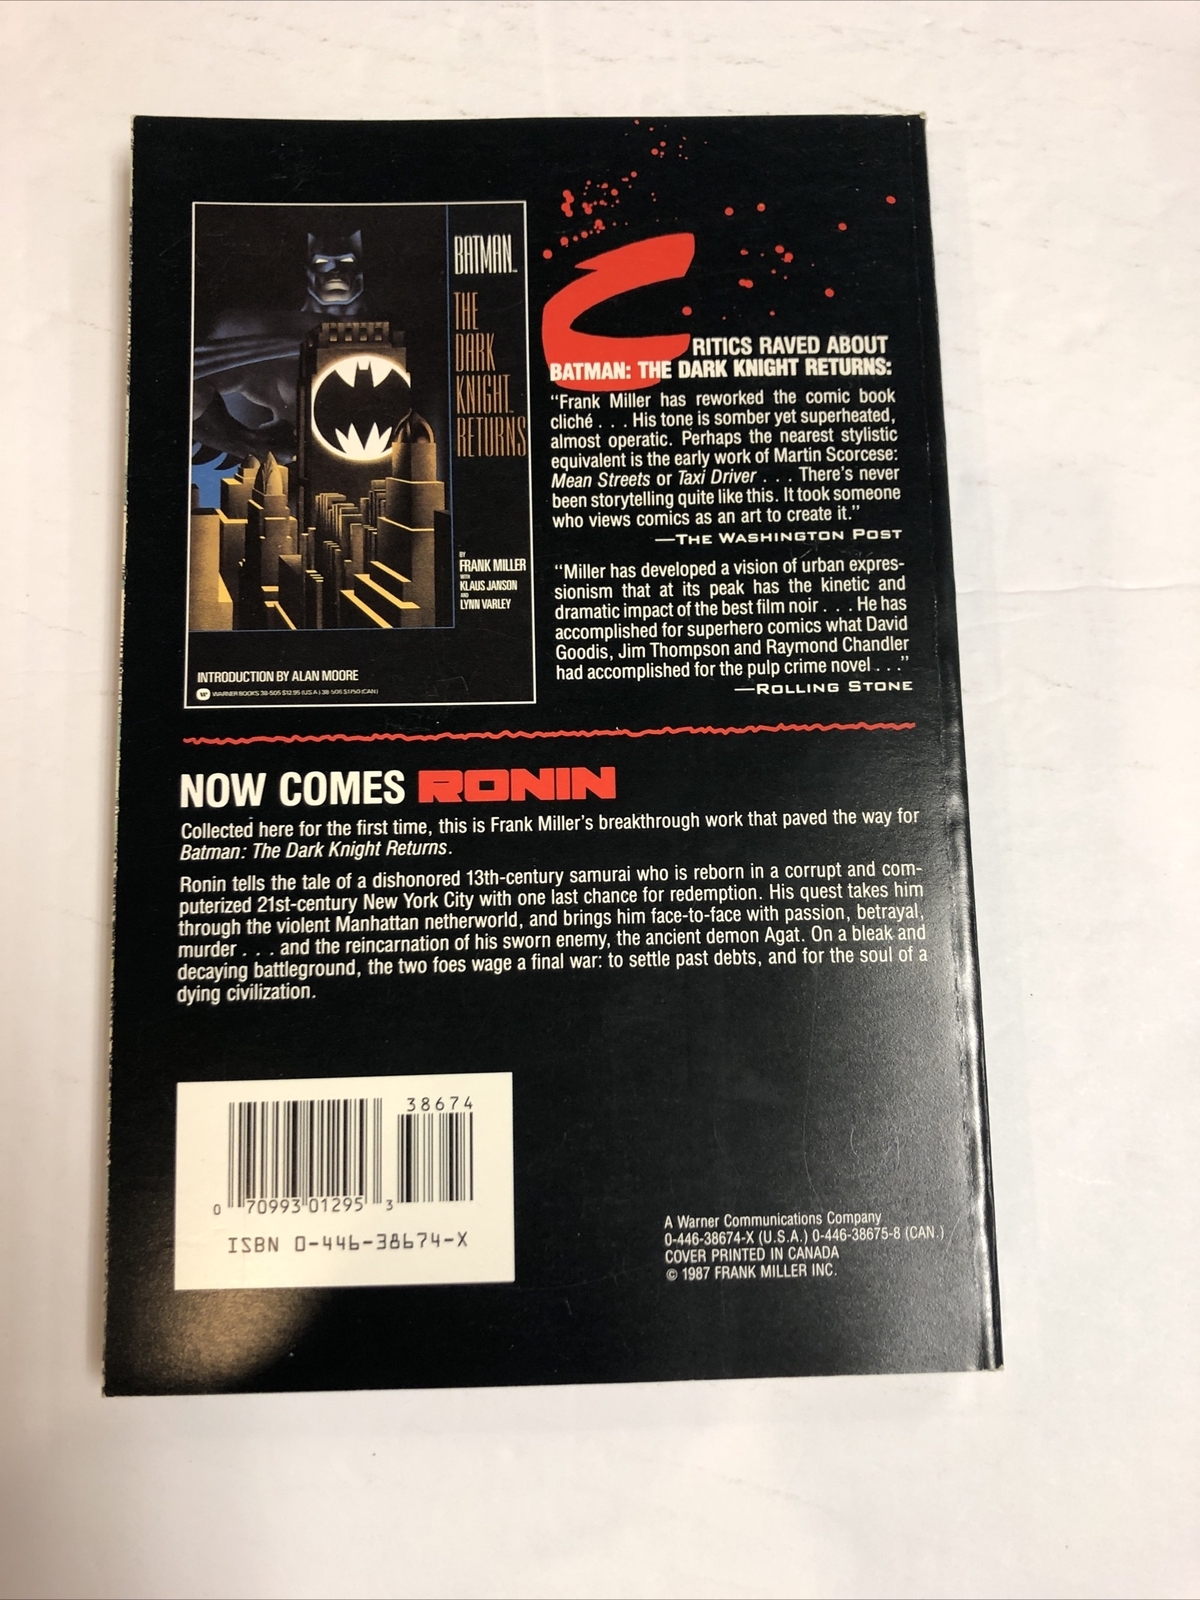 BATMAN
THE
DARK
KNIGHT
RETURNS
BY
FRANK MILLER
WITH
KLAUS JANSON
AND
LYNN VARLEY
INTRODUCTION BY ALAN MOORE
WARNER BOOKS 38-505 $12.95 (U.S.A.) 38-506 $17.50 (CAN.)
CRITICS RAVED ABOUT
BATMAN: THE DARK KNIGHT RETURNS:
“Frank Miller has reworked the comic book
cliché . . . His tone is somber yet superheated,
almost operatic. Perhaps the nearest stylistic
equivalent is the early work of Martin Scorcese:
Mean Streets or Taxi Driver . . . There’s never
been storytelling quite like this. It took someone
who views comics as an art to create it.”
—THE WASHINGTON POST
“Miller has developed a vision of urban expres-
sionism that at its peak has the kinetic and
dramatic impact of the best film noir . . . He has
accomplished for superhero comics what David
Goodis, Jim Thompson and Raymond Chandler
had accomplished for the pulp crime novel . . .”
—ROLLING STONE
NOW COMES RONIN
Collected here for the first time, this is Frank Miller’s breakthrough work that paved the way for
Batman: The Dark Knight Returns.
Ronin tells the tale of a dishonored 13th-century samurai who is reborn in a corrupt and com-
puterized 21st-century New York City with one last chance for redemption. His quest takes him
through the violent Manhattan netherworld, and brings him face-to-face with passion, betrayal,
murder . . . and the reincarnation of his sworn enemy, the ancient demon Agat. On a bleak and
decaying battleground, the two foes wage a final war: to settle past debts, and for the soul of a
dying civilization.
38674
0 70993 01295 3
ISBN 0-446-38674-X
A Warner Communications Company
0-446-38674-X (U.S.A.) 0-446-38675-8 (CAN.)
COVER PRINTED IN CANADA
© 1987 FRANK MILLER INC.